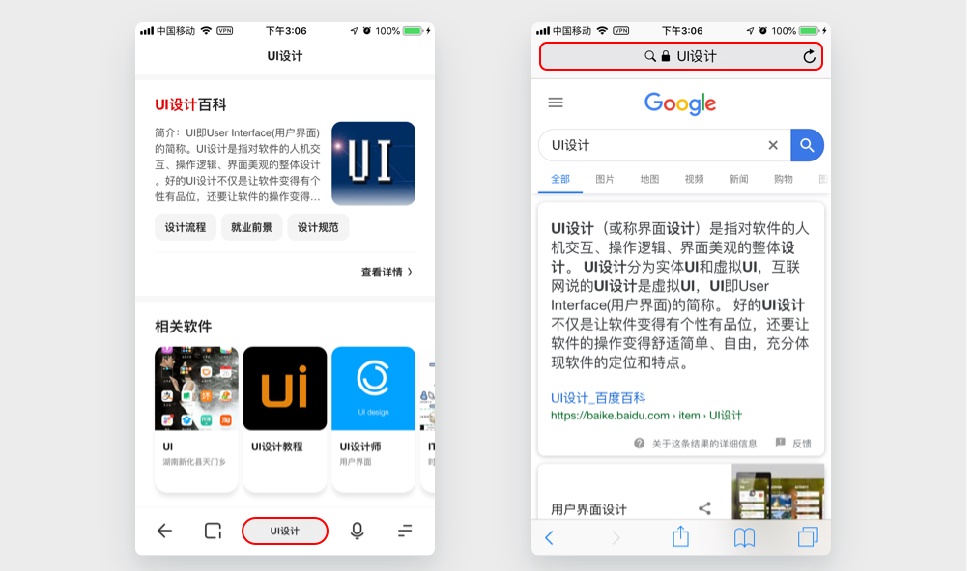 中国移动 VPN 下午3:06 100%
UI设计
UI设计百科
简介：UI即User Interface(用户界面)
的简称。UI设计是指对软件的人机交
互、操作逻辑、界面美观的整体设计
。好的UI设计不仅是让软件变得有个
性有品位，还要让软件的操作变得...
UI
设计流程 就业前景 设计规范
查看详情
相关软件
ui
UI design
UI UI设计教程 UI设计师
湖南新化县天门乡 用户界面
UI设计
中国移动 VPN 下午3:06 100%
UI设计
Google
UI设计
全部 图片 地图 视频 新闻 购物
UI设计（或称界面设计）是指对软件的人
机交互、操作逻辑、界面美观的整体设
计。 UI设计分为实体UI和虚拟UI，互联
网说的UI设计是虚拟UI，UI即User
Interface(用户界面)的简称。 好的UI设计
不仅是让软件变得有个性有品位，还要让
软件的操作变得舒适简单、自由，充分体
现软件的定位和特点。
UI设计_百度百科
https://baike.baidu.com › item › UI设计
关于这条结果的详细信息 反馈
用户界面设计